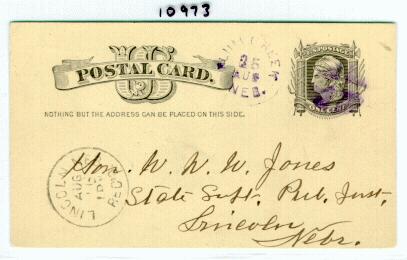 10973
US
POSTAL CARD.
NOTHING BUT THE ADDRESS CAN BE PLACED ON THIS SIDE.
25
AUG
NEB.
U.S. POSTAGE
ONE CENT
LINCOLN
AUG
REC'D
Hon. W. W. W. Jones
State Supt. Pub. Inst.
Lincoln
Nebr.